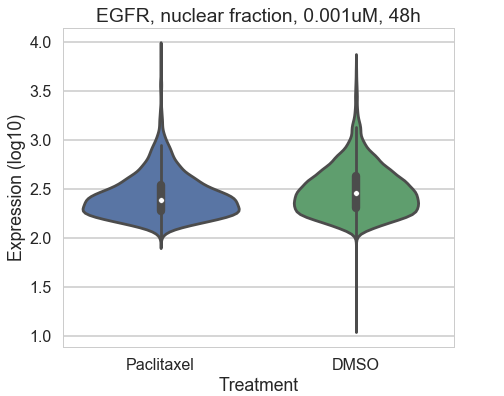 EGFR, nuclear fraction, 0.001uM, 48h
Expression (log10)
4.0
3.5
3.0
2.5
2.0
1.5
1.0
Paclitaxel
DMSO
Treatment